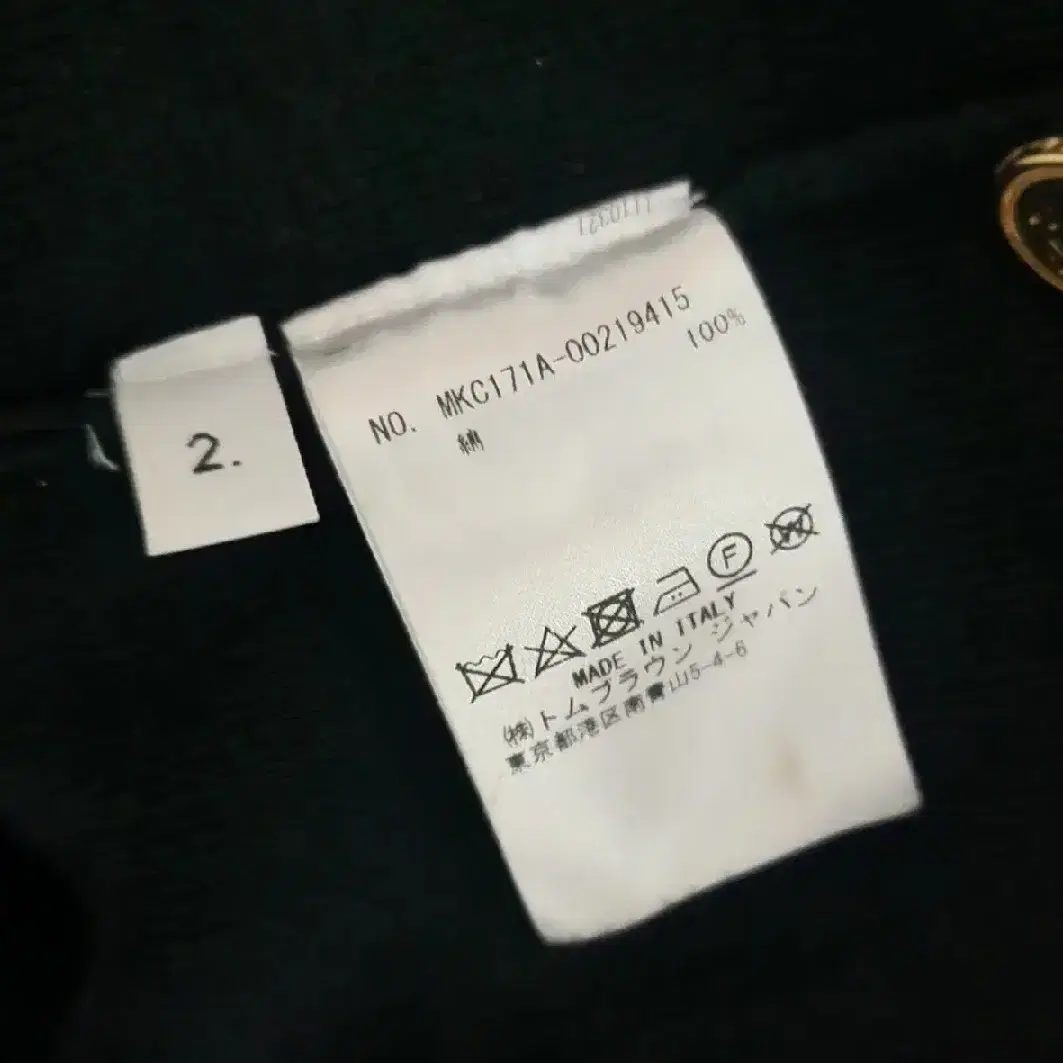 2.
NO. MKC171A-00219415
綿 100%
F
W
MADE IN ITALY
㈱トムブラウン ジャパン
東京都港区南青山5-4-6